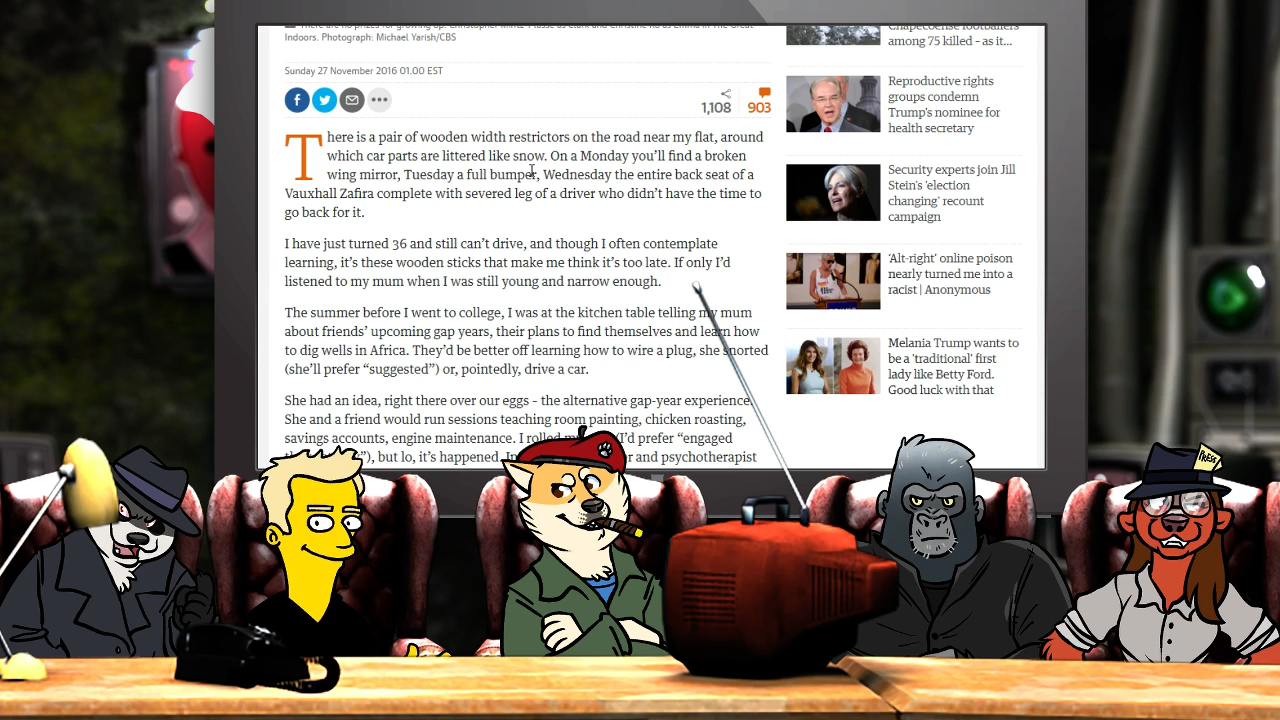 Indoors. Photograph: Michael Yarish/CBS
Sunday 27 November 2016 01.00 EST
1,108
903
There is a pair of wooden width restrictors on the road near my flat, around
which car parts are littered like snow. On a Monday you'll find a broken
wing mirror, Tuesday a full bumper, Wednesday the entire back seat of a
Vauxhall Zafira complete with severed leg of a driver who didn't have the time to
go back for it.
I have just turned 36 and still can't drive, and though I often contemplate
learning, it's these wooden sticks that make me think it's too late. If only I'd
listened to my mum when I was still young and narrow enough.
The summer before I went to college, I was at the kitchen table telling my mum
about friends' upcoming gap years, their plans to find themselves and learn how
to dig wells in Africa. They'd be better off learning how to wire a plug, she snorted
(she'll prefer "suggested") or, pointedly, drive a car.
She had an idea, right there over our eggs – the alternative gap-year experience.
She and a friend would run sessions teaching room painting, chicken roasting,
savings accounts, engine maintenance. I rolled (I'd prefer "engaged
"), but lo, it's happened. and psychotherapist
Chapecoense footballers
among 75 killed – as it...
Reproductive rights
groups condemn
Trump's nominee for
health secretary
Security experts join Jill
Stein's 'election
changing' recount
campaign
'Alt-right' online poison
nearly turned me into a
racist | Anonymous
Melania Trump wants to
be a 'traditional' first
lady like Betty Ford.
Good luck with that
PRESS